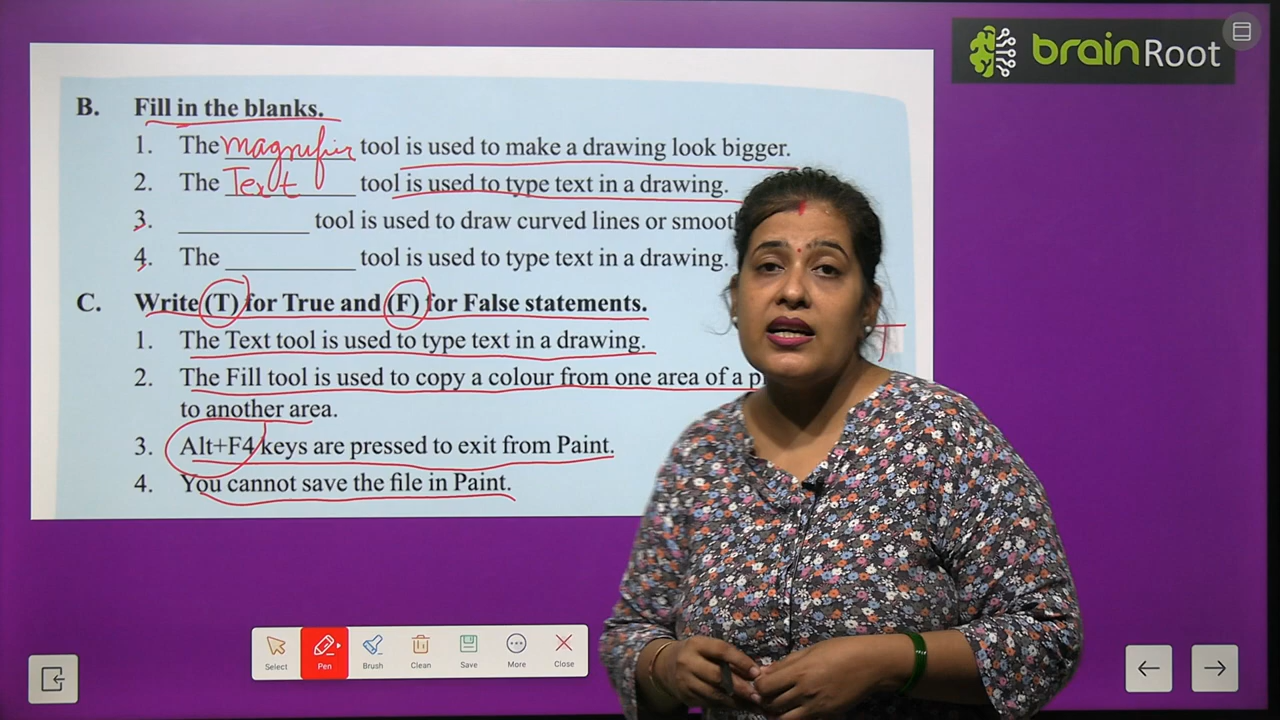 brainRoot
B. Fill in the blanks.
1. The magnifier tool is used to make a drawing look bigger.
2. The Text tool is used to type text in a drawing.
3. __________ tool is used to draw curved lines or
4. The __________ tool is used to type text in a drawing.
C. Write (T) for True and (F) for False statements.
1. The Text tool is used to type text in a drawing. T
2. The Fill tool is used to copy a colour from one area of a
to another area.
3. Alt+F4 keys are pressed to exit from Paint.
4. You cannot save the file in Paint.
Select Pen Brush Clean Save More Close